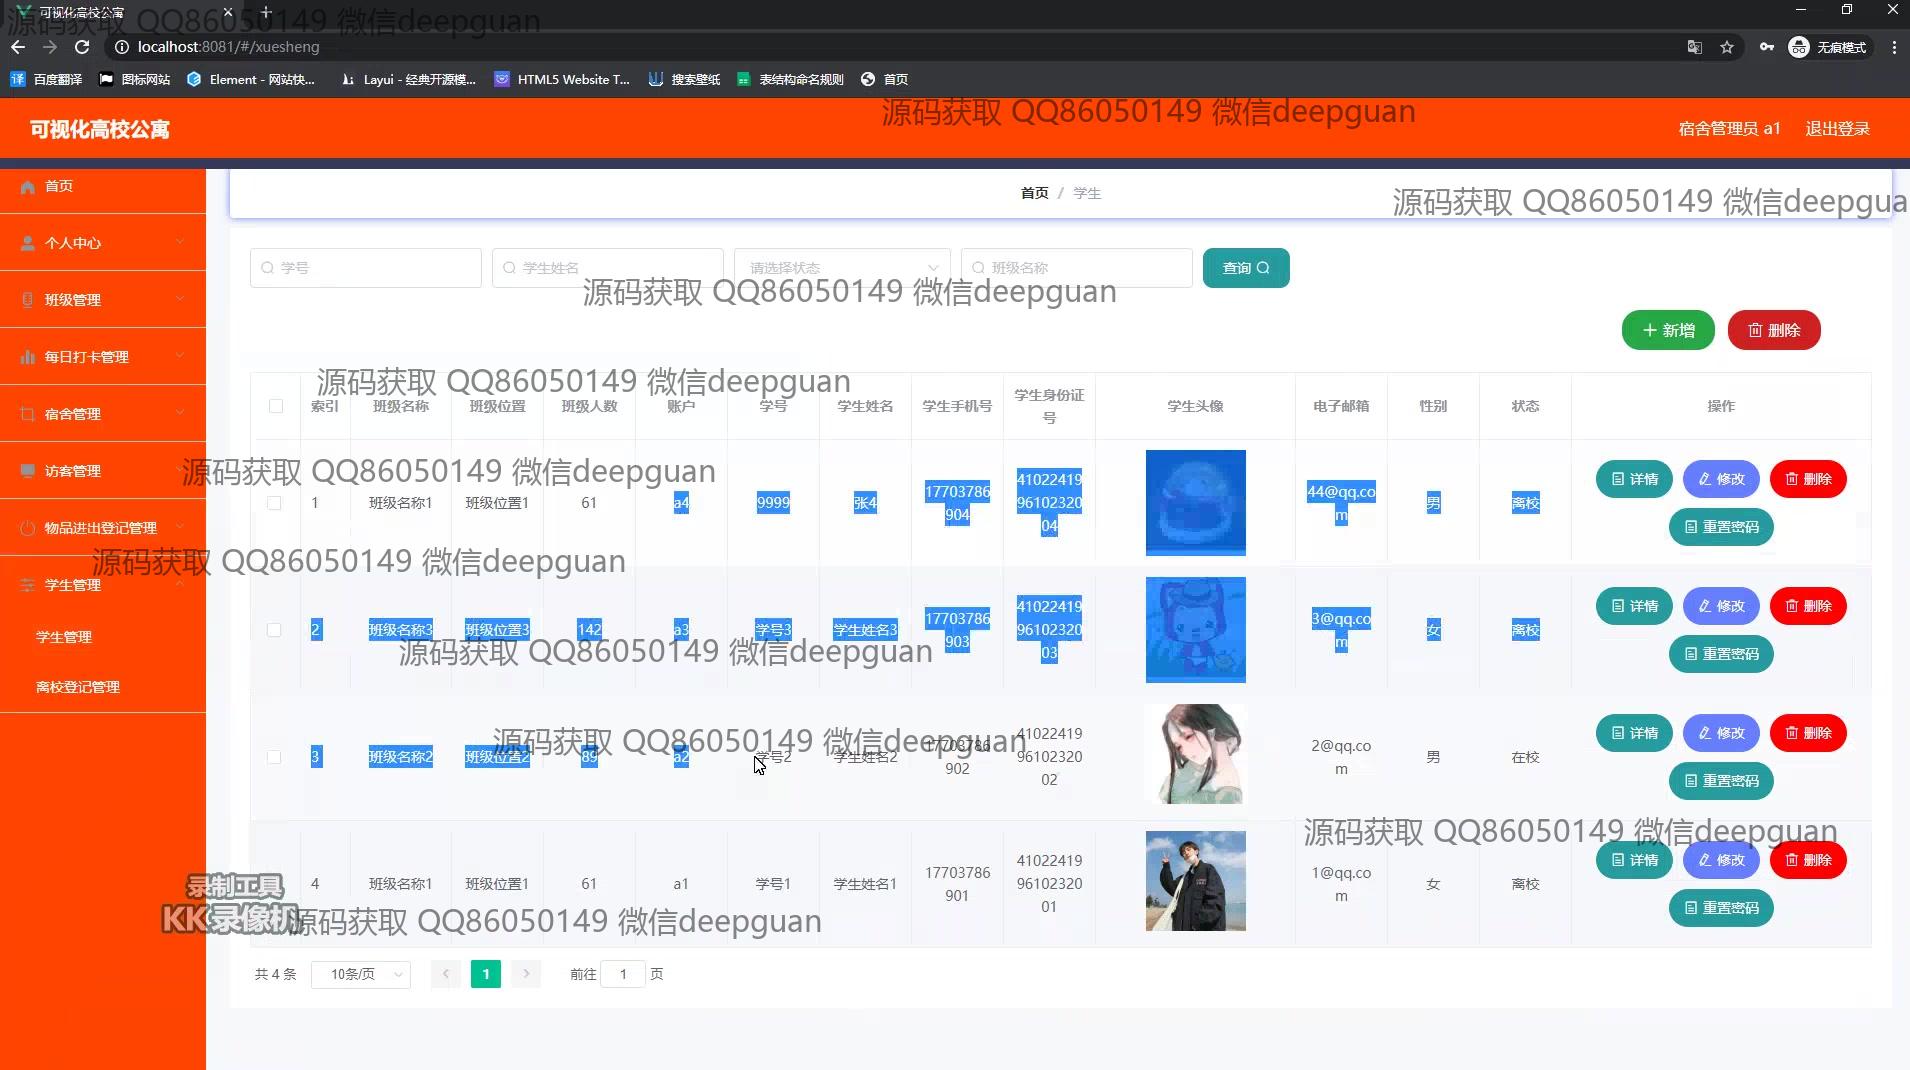 可视化高校公寓
源码获取 QQ86050149 微信deepguan
localhost:8081/#/xuesheng
无痕模式
百度翻译 图标网站 Element - 网站快... Layui - 经典开源模... HTML5 Website T... 搜索壁纸 表结构命名规则 首页
源码获取 QQ86050149 微信deepguan
可视化高校公寓
宿舍管理员 a1 退出登录
首页
个人中心
班级管理
每日打卡管理
宿舍管理
访客管理
物品进出登记管理
学生管理
学生管理
离校登记管理
首页 / 学生
源码获取 QQ86050149 微信deepgua
学号 学生姓名 请选择状态 班级名称 查询
源码获取 QQ86050149 微信deepguan
新增 删除
源码获取 QQ86050149 微信deepguan
索引 班级名称 班级位置 班级人数 账户 学号 学生姓名 学生手机号 学生身份证号 学生头像 电子邮箱 性别 状态 操作
源码获取 QQ86050149 微信deepguan
1 班级名称1 班级位置1 61 a4 9999 张4 17703786904 410224199610232004 44@qq.com 男 离校 详情 修改 删除
重置密码
源码获取 QQ86050149 微信deepguan
2 班级名称3 班级位置3 142 a3 学号3 学生姓名3 17703786903 410224199610232003 3@qq.com 女 离校 详情 修改 删除
重置密码
源码获取 QQ86050149 微信deepguan
源码获取 QQ86050149 微信deepguan
3 班级名称2 班级位置2 89 a2 学号2 学生姓名2 17703786902 410224199610232002 2@qq.com 男 在校 详情 修改 删除
重置密码
源码获取 QQ86050149 微信deepguan
4 班级名称1 班级位置1 61 a1 学号1 学生姓名1 17703786901 410224199610232001 1@qq.com 女 离校 详情 修改 删除
重置密码
录制工具
KK录像机
源码获取 QQ86050149 微信deepguan
共 4 条 10条/页 1 前往 1 页